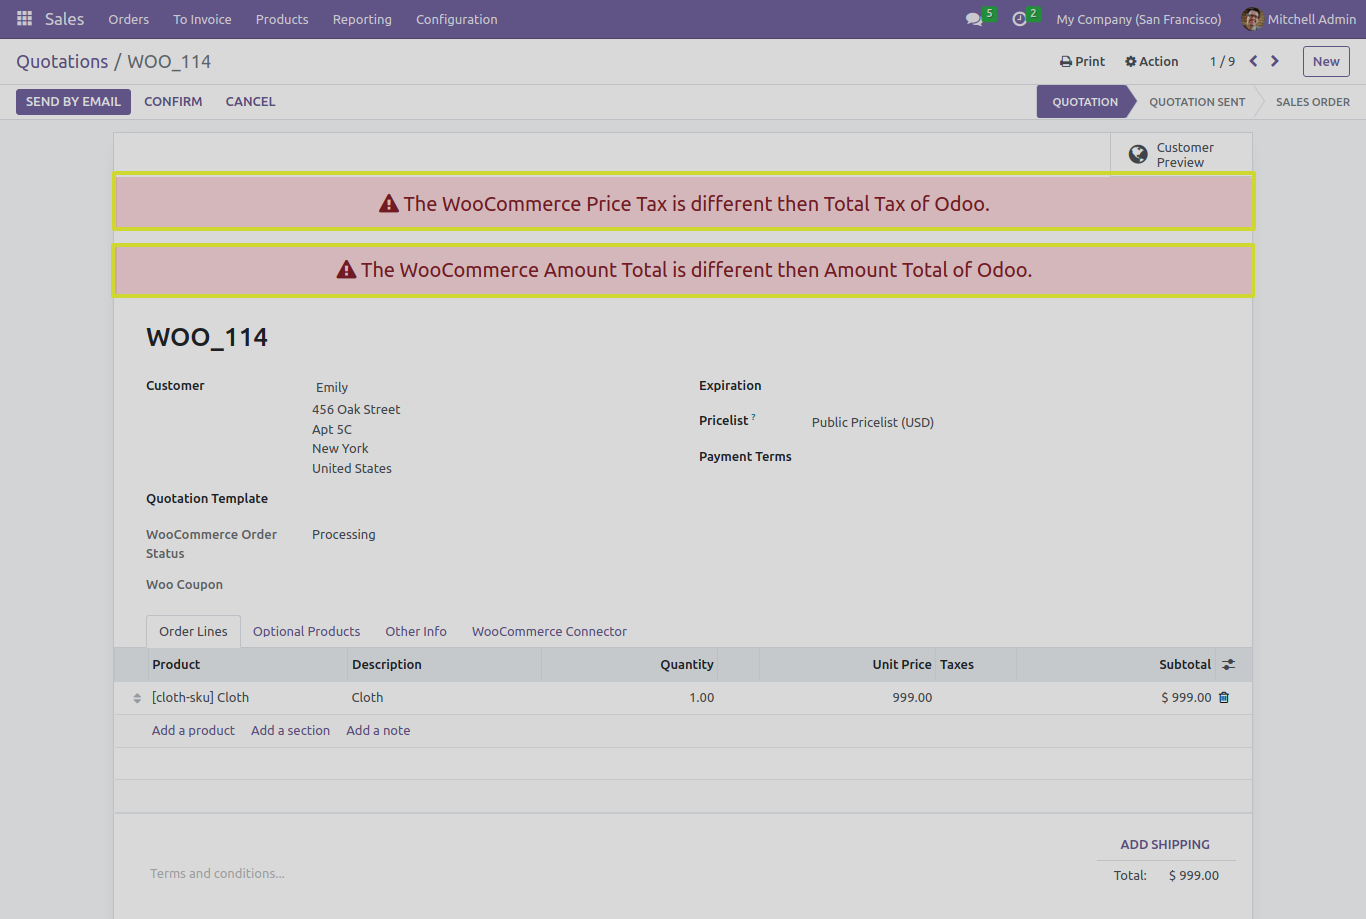 Sales Orders To Invoice Products Reporting Configuration 5 2 My Company (San Francisco) Mitchell Admin
Quotations / WOO_114 Print Action 1 / 9 New
SEND BY EMAIL CONFIRM CANCEL QUOTATION QUOTATION SENT SALES ORDER
Customer
Preview
The WooCommerce Price Tax is different then Total Tax of Odoo.
The WooCommerce Amount Total is different then Amount Total of Odoo.
WOO_114
Customer Emily Expiration
456 Oak Street
Apt 5C Pricelist ? Public Pricelist (USD)
New York
United States Payment Terms
Quotation Template
WooCommerce Order Processing
Status
Woo Coupon
Order Lines Optional Products Other Info WooCommerce Connector
Product Description Quantity Unit Price Taxes Subtotal
[cloth-sku] Cloth Cloth 1.00 999.00 $ 999.00
Add a product Add a section Add a note
ADD SHIPPING
Terms and conditions... Total: $ 999.00